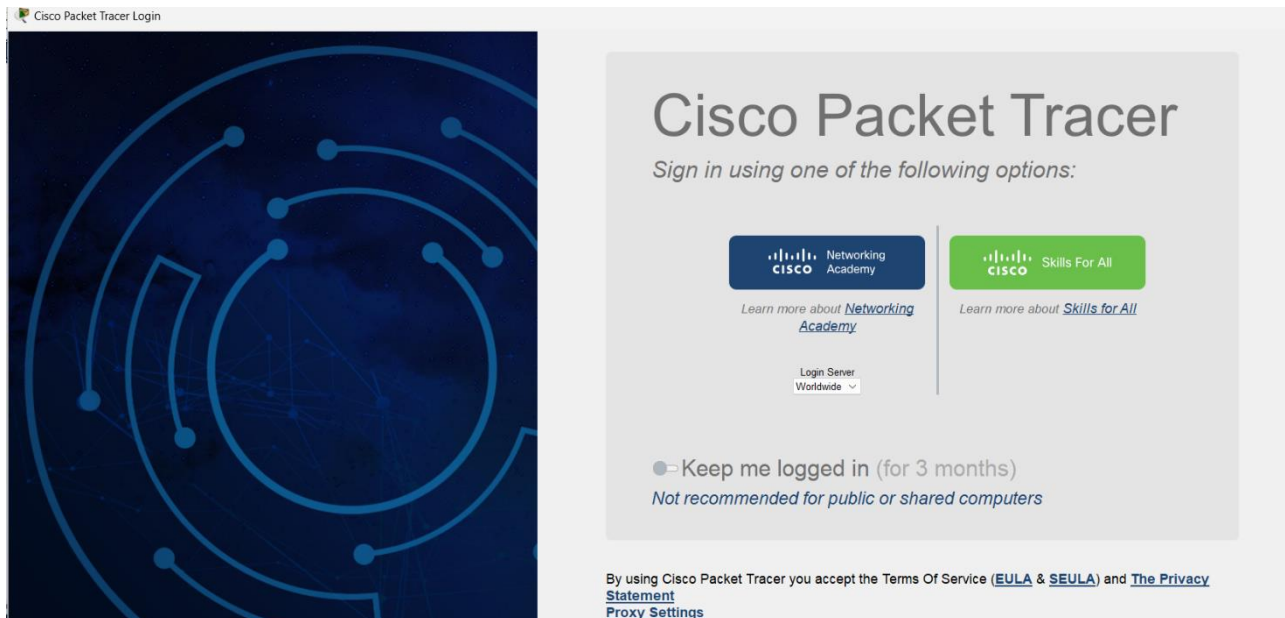 Cisco Packet Tracer Login
Cisco Packet Tracer
Sign in using one of the following options:
CISCO Networking Academy
CISCO Skills For All
Learn more about Networking
Academy
Learn more about Skills for All
Login Server
Worldwide
Keep me logged in (for 3 months)
Not recommended for public or shared computers
By using Cisco Packet Tracer you accept the Terms Of Service (EULA & SEULA) and The Privacy
Statement
Proxy Settings